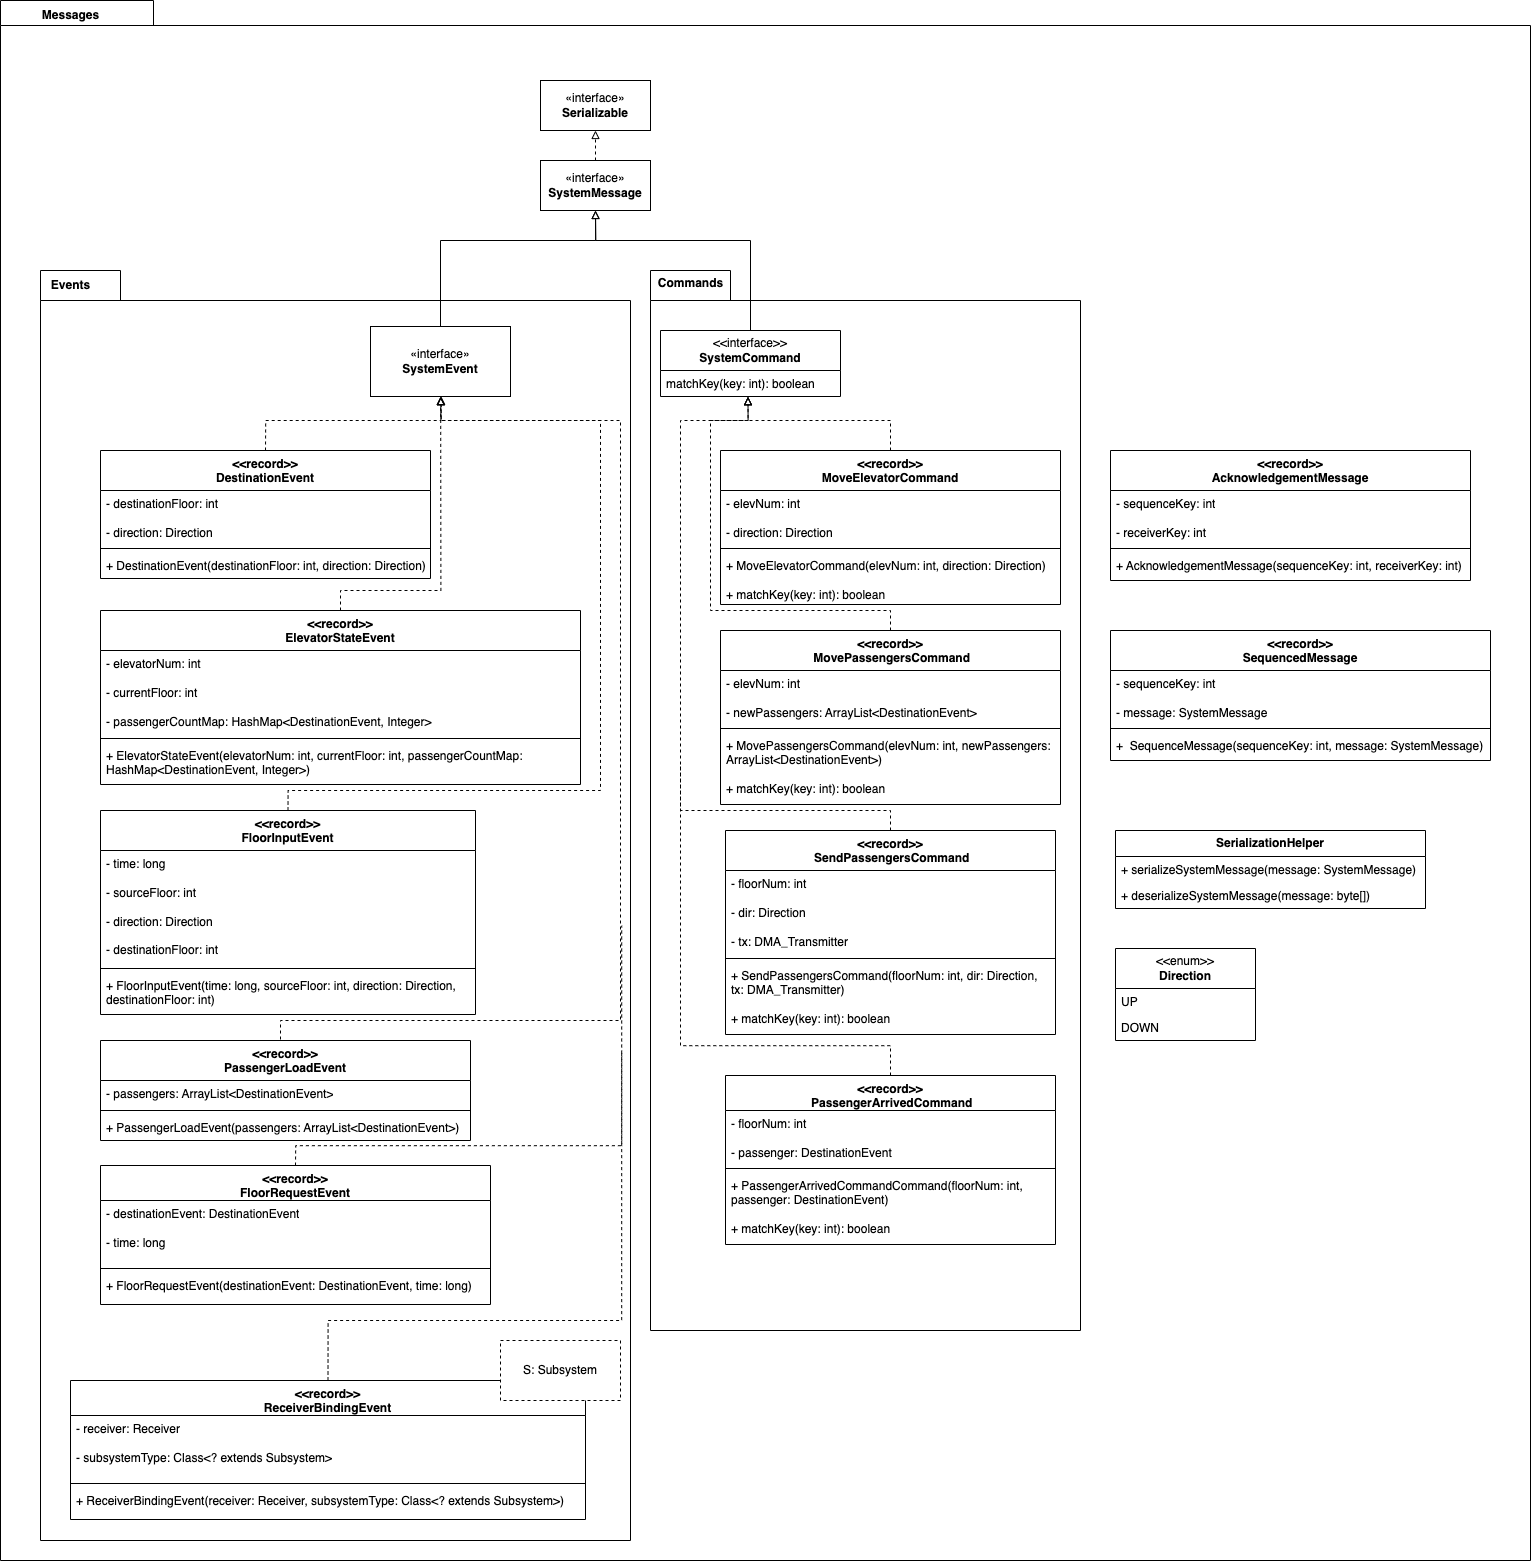 Messages
«interface»
Serializable
«interface»
SystemMessage
Events
«interface»
SystemEvent
<<record>>
DestinationEvent
- destinationFloor: int
- direction: Direction
+ DestinationEvent(destinationFloor: int, direction: Direction)
<<record>>
ElevatorStateEvent
- elevatorNum: int
- currentFloor: int
- passengerCountMap: HashMap<DestinationEvent, Integer>
+ ElevatorStateEvent(elevatorNum: int, currentFloor: int, passengerCountMap:
HashMap<DestinationEvent, Integer>)
<<record>>
FloorInputEvent
- time: long
- sourceFloor: int
- direction: Direction
- destinationFloor: int
+ FloorInputEvent(time: long, sourceFloor: int, direction: Direction,
destinationFloor: int)
<<record>>
PassengerLoadEvent
- passengers: ArrayList<DestinationEvent>
+ PassengerLoadEvent(passengers: ArrayList<DestinationEvent>)
<<record>>
FloorRequestEvent
- destinationEvent: DestinationEvent
- time: long
+ FloorRequestEvent(destinationEvent: DestinationEvent, time: long)
S: Subsystem
<<record>>
ReceiverBindingEvent
- receiver: Receiver
- subsystemType: Class<? extends Subsystem>
+ ReceiverBindingEvent(receiver: Receiver, subsystemType: Class<? extends Subsystem>)
Commands
<<interface>>
SystemCommand
matchKey(key: int): boolean
<<record>>
MoveElevatorCommand
- elevNum: int
- direction: Direction
+ MoveElevatorCommand(elevNum: int, direction: Direction)
+ matchKey(key: int): boolean
<<record>>
MovePassengersCommand
- elevNum: int
- newPassengers: ArrayList<DestinationEvent>
+ MovePassengersCommand(elevNum: int, newPassengers:
ArrayList<DestinationEvent>)
+ matchKey(key: int): boolean
<<record>>
SendPassengersCommand
- floorNum: int
- dir: Direction
- tx: DMA_Transmitter
+ SendPassengersCommand(floorNum: int, dir: Direction,
tx: DMA_Transmitter)
+ matchKey(key: int): boolean
<<record>>
PassengerArrivedCommand
- floorNum: int
- passenger: DestinationEvent
+ PassengerArrivedCommandCommand(floorNum: int,
passenger: DestinationEvent)
+ matchKey(key: int): boolean
<<record>>
AcknowledgementMessage
- sequenceKey: int
- receiverKey: int
+ AcknowledgementMessage(sequenceKey: int, receiverKey: int)
<<record>>
SequencedMessage
- sequenceKey: int
- message: SystemMessage
+ SequenceMessage(sequenceKey: int, message: SystemMessage)
SerializationHelper
+ serializeSystemMessage(message: SystemMessage)
+ deserializeSystemMessage(message: byte[])
<<enum>>
Direction
UP
DOWN